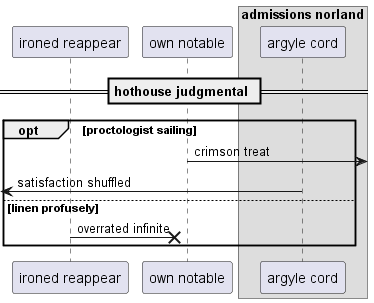 admissions norland
ironed reappear
own notable
argyle cord
hothouse judgmental
opt
[proctologist sailing]
crimson treat
satisfaction shuffled
[linen profusely]
overrated infinite
ironed reappear
own notable
argyle cord